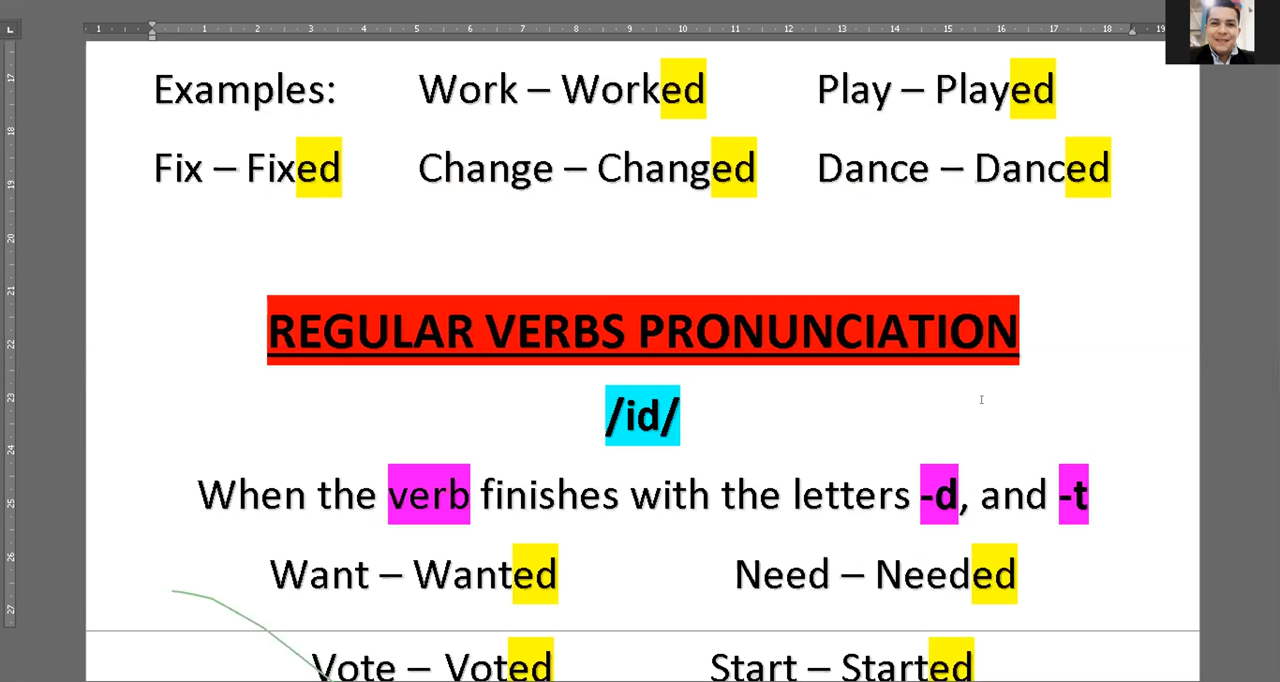 Examples: Work – Worked Play – Played
Fix – Fixed Change – Changed Dance – Danced
REGULAR VERBS PRONUNCIATION
/id/
When the verb finishes with the letters -d, and -t
Want – Wanted Need – Needed
Vote – Voted Start – Started